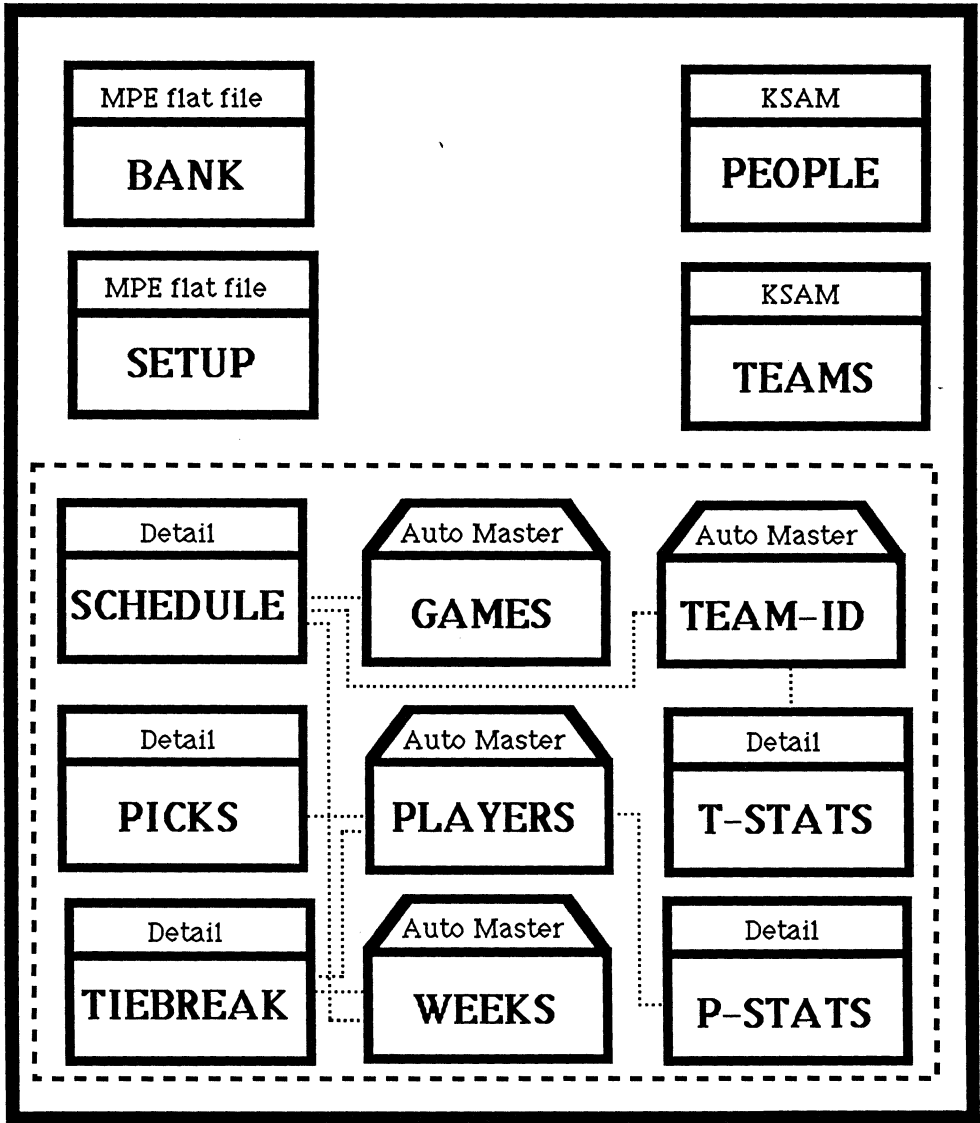 MPE flat file
BANK
KSAM
PEOPLE
MPE flat file
SETUP
KSAM
TEAMS
Detail
SCHEDULE
Auto Master
GAMES
Auto Master
TEAM-ID
Detail
PICKS
Auto Master
PLAYERS
Detail
T-STATS
Detail
TIEBREAK
Auto Master
WEEKS
Detail
P-STATS